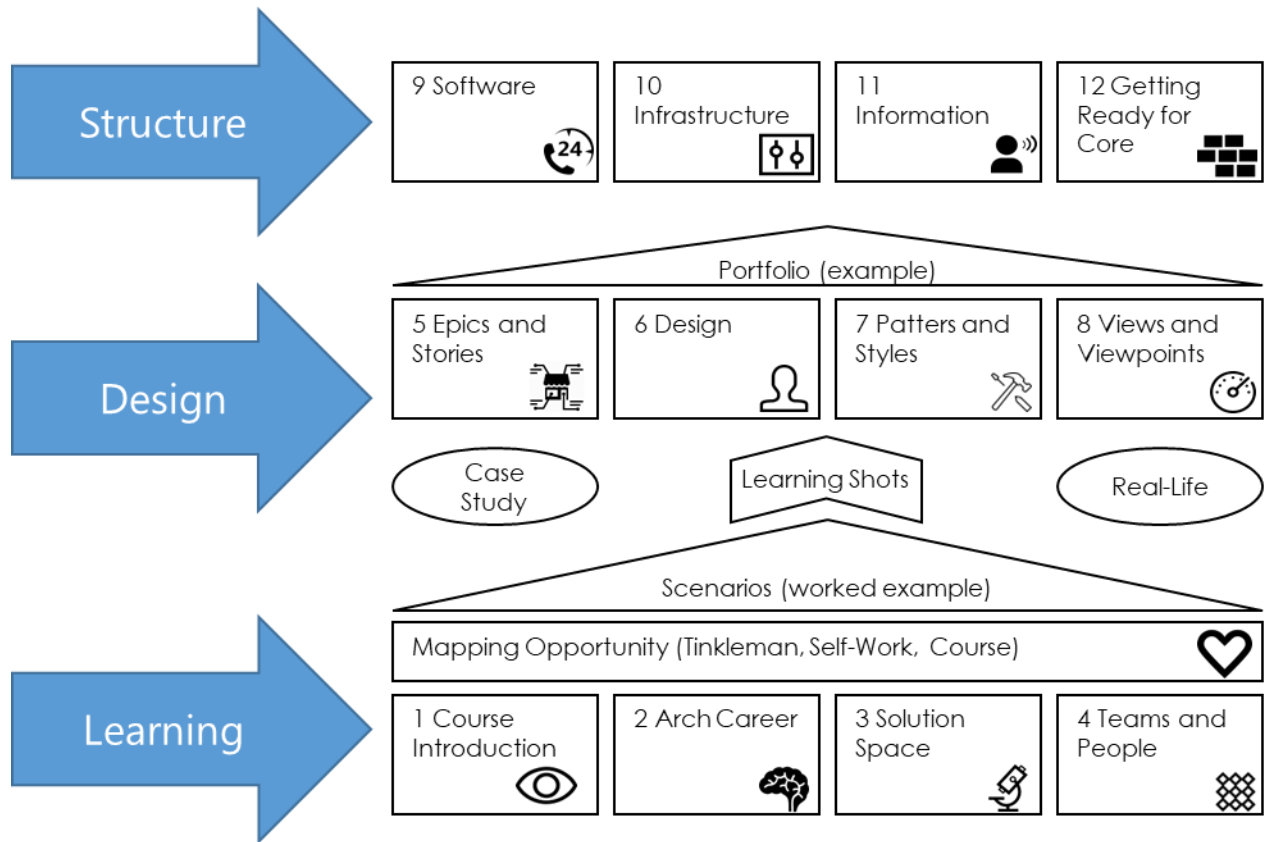 Structure
9 Software
24
10
Infrastructure
11
Information
12 Getting
Ready for
Core
Portfolio (example)
Design
5 Epics and
Stories
6 Design
7 Patters and
Styles
8 Views and
Viewpoints
Case
Study
Learning Shots
Real-Life
Scenarios (worked example)
Mapping Opportunity (Tinkleman, Self-Work, Course)
Learning
1 Course
Introduction
2 Arch Career
3 Solution
Space
4 Teams and
People